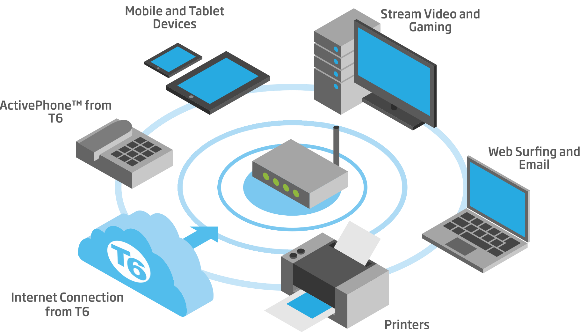 Mobile and Tablet
Devices
Stream Video and
Gaming
ActivePhone™ from
T6
Web Surfing and
Email
T6
Internet Connection
from T6
Printers